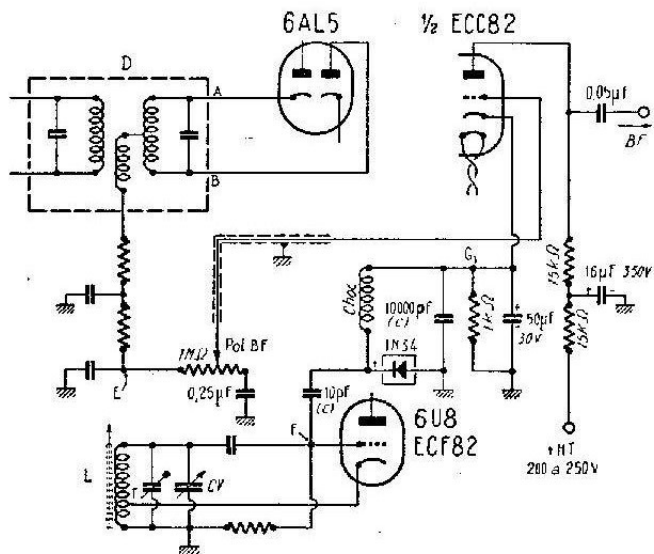 6AL5
½ ECC82
D
A
0,05µF
BF
B
G
15kΩ
16µF 350V
+
-
Choc
10000pF
(c)
1kΩ
+
50µF
30V
15kΩ
1MΩ
Pot.BF
1N34
+
E
0,25µF
10pF
(c)
F
6U8
ECF82
+HT
200 à 250V
L
T
CV